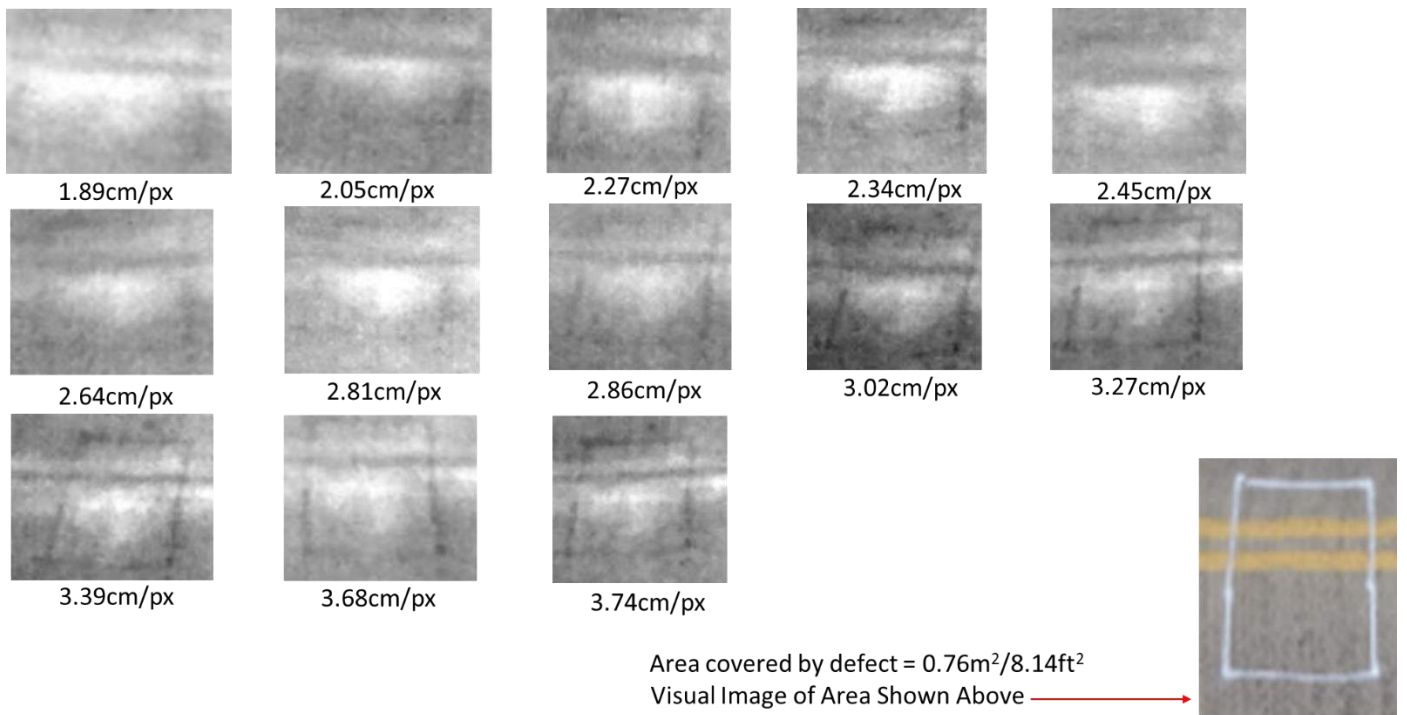 1.89cm/px
2.05cm/px
2.27cm/px
2.34cm/px
2.45cm/px
2.64cm/px
2.81cm/px
2.86cm/px
3.02cm/px
3.27cm/px
3.39cm/px
3.68cm/px
3.74cm/px
Area covered by defect = 0.76m²/8.14ft²
Visual Image of Area Shown Above